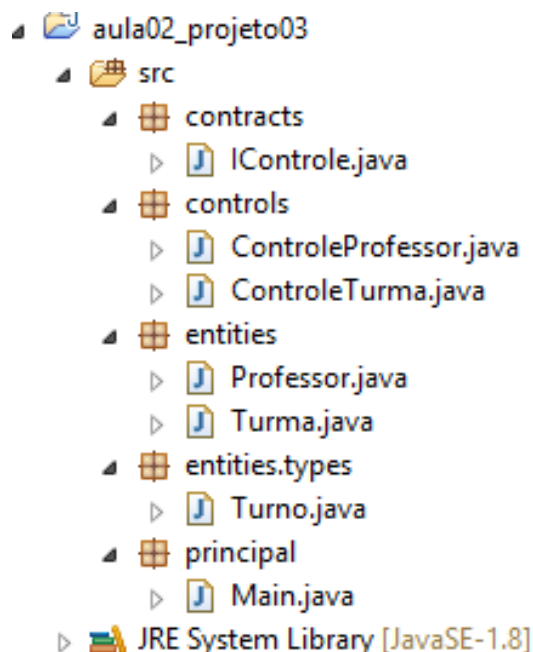 aula02_projeto03
src
contracts
IControle.java
controls
ControleProfessor.java
ControleTurma.java
entities
Professor.java
Turma.java
entities.types
Turno.java
principal
Main.java
JRE System Library [JavaSE-1.8]